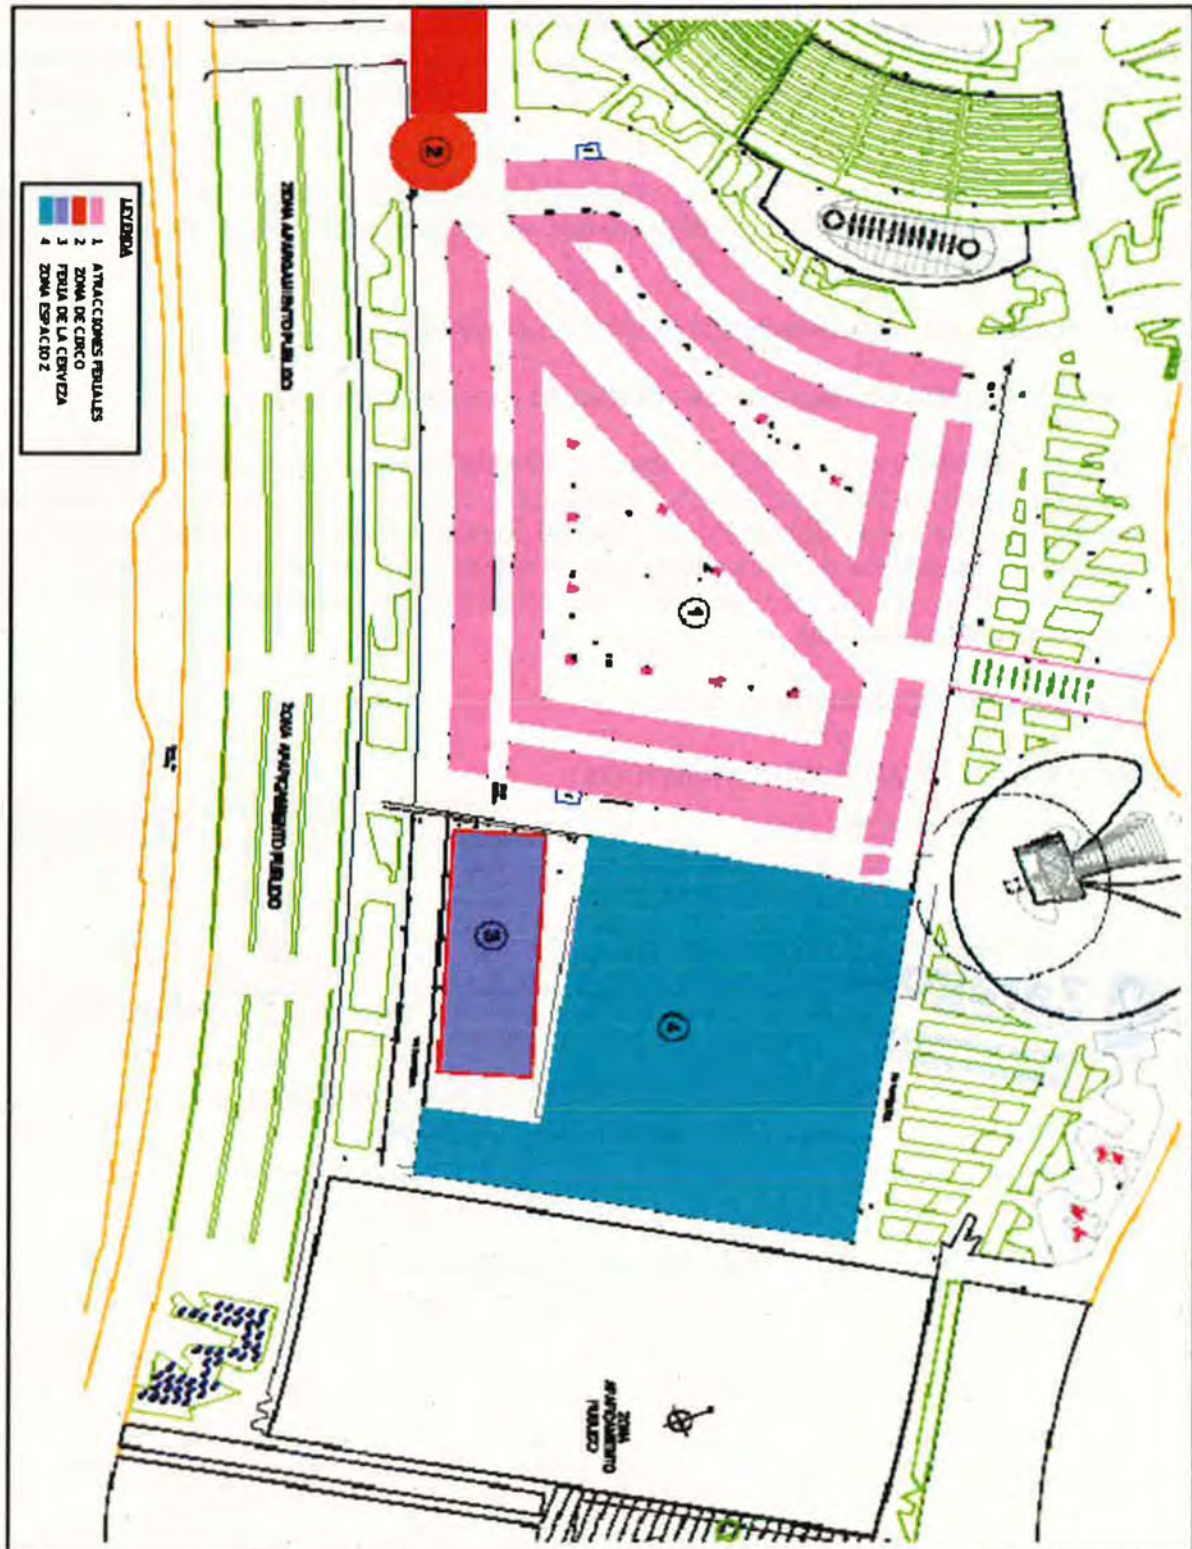 LEYENDA
1 ATRACCIONES FERIALES
2 ZONA DE CIRCO
3 FERIA DE LA CERVEZA
4 ZONA ESPACIO Z
ZONA APARCAMIENTO PUBLICO
ZONA APARCAMIENTO PUBLICO
2
1
3
4
ZONA
APARCAMIENTO
PUBLICO